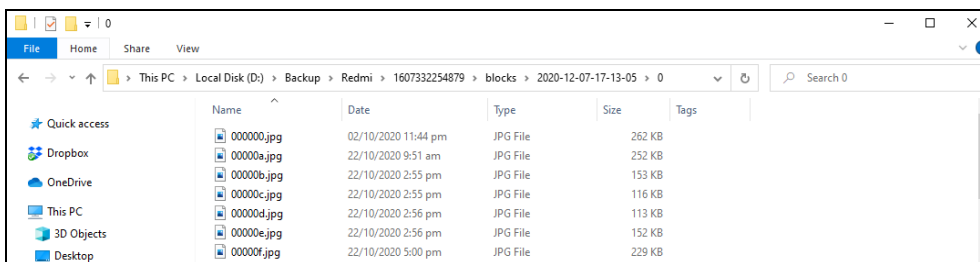 0
File Home Share View
This PC > Local Disk (D:) > Backup > Redmi > 1607332254879 > blocks > 2020-12-07-17-13-05 > 0 Search 0
Name Date Type Size Tags
Quick access
000000.jpg 02/10/2020 11:44 pm JPG File 262 KB
Dropbox
00000a.jpg 22/10/2020 9:51 am JPG File 252 KB
00000b.jpg 22/10/2020 2:55 pm JPG File 153 KB
OneDrive
00000c.jpg 22/10/2020 2:55 pm JPG File 116 KB
This PC
00000d.jpg 22/10/2020 2:56 pm JPG File 113 KB
3D Objects
00000e.jpg 22/10/2020 2:56 pm JPG File 152 KB
Desktop
00000f.jpg 22/10/2020 5:00 pm JPG File 229 KB